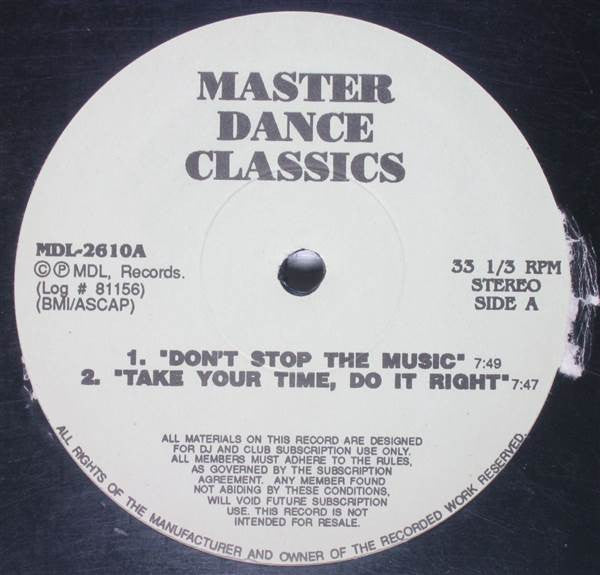 MASTER
DANCE
CLASSICS
MDL-2610A
©℗ MDL, Records.
(Log # 81156)
(BMI/ASCAP)
33 1/3 RPM
STEREO
SIDE A
1. "DON'T STOP THE MUSIC" 7:49
2. "TAKE YOUR TIME, DO IT RIGHT" 7:47
ALL MATERIALS ON THIS RECORD ARE DESIGNED
FOR DJ AND CLUB SUBSCRIPTION USE ONLY.
ALL MEMBERS MUST ADHERE TO THE RULES,
AS GOVERNED BY THE SUBSCRIPTION
AGREEMENT. ANY MEMBER FOUND
NOT ABIDING BY THESE CONDITIONS,
WILL VOID FUTURE SUBSCRIPTION
USE. THIS RECORD IS NOT
INTENDED FOR RESALE.
ALL RIGHTS OF THE MANUFACTURER AND OWNER OF THE RECORDED WORK RESERVED.